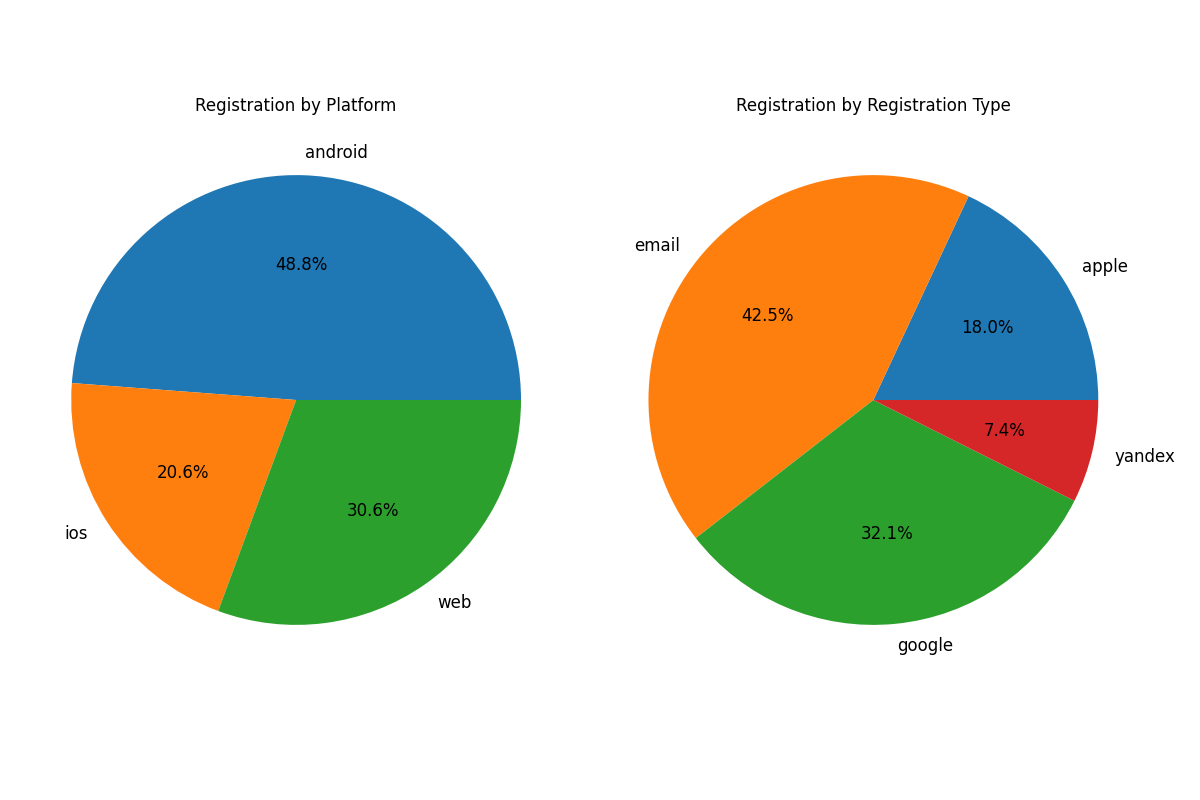 Registration by Platform
android
48.8%
20.6%
ios
30.6%
web
Registration by Registration Type
email
apple
42.5%
18.0%
7.4%
yandex
32.1%
google